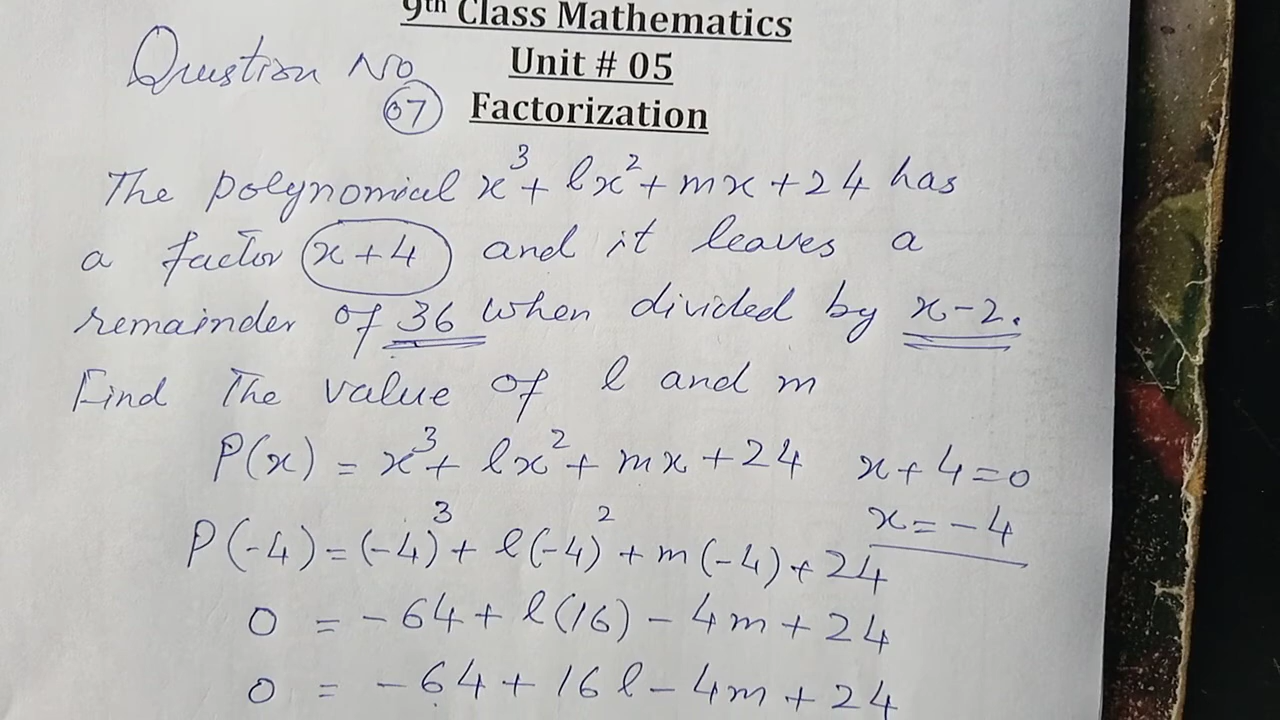 9th Class Mathematics
Question No Unit # 05
07 Factorization
The polynomial x³ + lx² + mx + 24 has
a factor x+4 and it leaves a
remainder of 36 when divided by x-2.
Find The value of l and m
P(x) = x³ + lx² + mx + 24 x + 4 = 0
x = -4
P(-4) = (-4)³ + l(-4)² + m(-4) + 24
0 = -64 + l(16) - 4m + 24
0 = -64 + 16l - 4m + 24